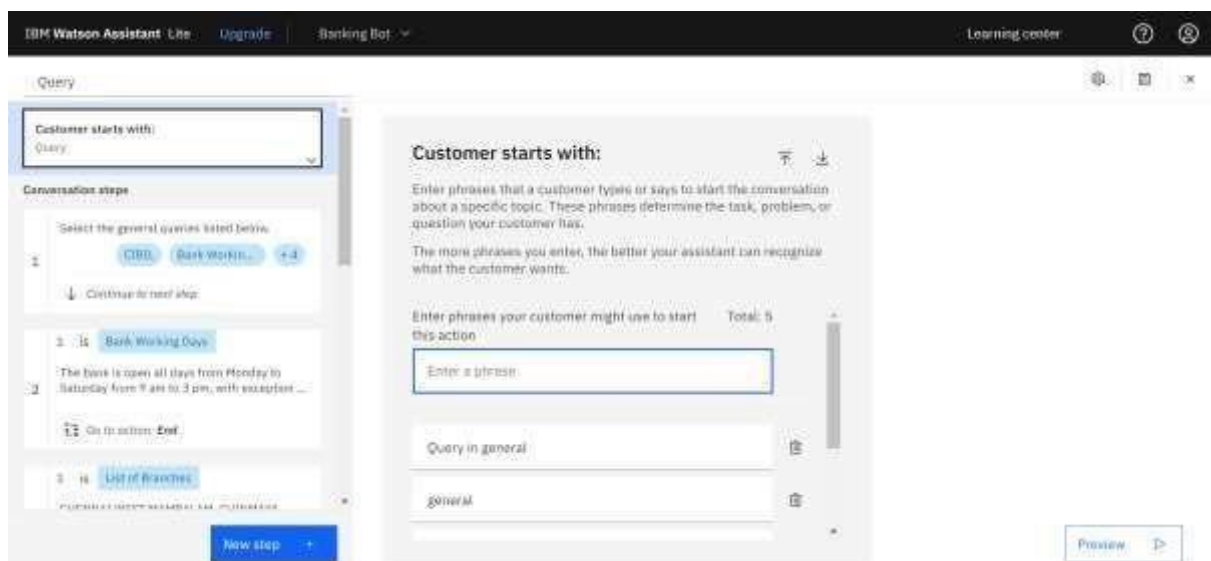 IBM Watson Assistant Lite Upgrade Banking Bot Learning center
Query
Customer starts with:
Query
Conversation steps
1
Select the general queries listed below.
CIBIL Bank Workin... +4
Continue to next step
2
1 is Bank Working Days
The bank is open all days from Monday to
Saturday from 9 am to 3 pm, with exception ...
Go to action: End
is List of Branches
New step +
Customer starts with:
Enter phrases that a customer types or says to start the conversation
about a specific topic. These phrases determine the task, problem, or
question your customer has.
The more phrases you enter, the better your assistant can recognize
what the customer wants.
Enter phrases your customer might use to start Total: 5
this action
Enter a phrase
Query in general
general
Preview